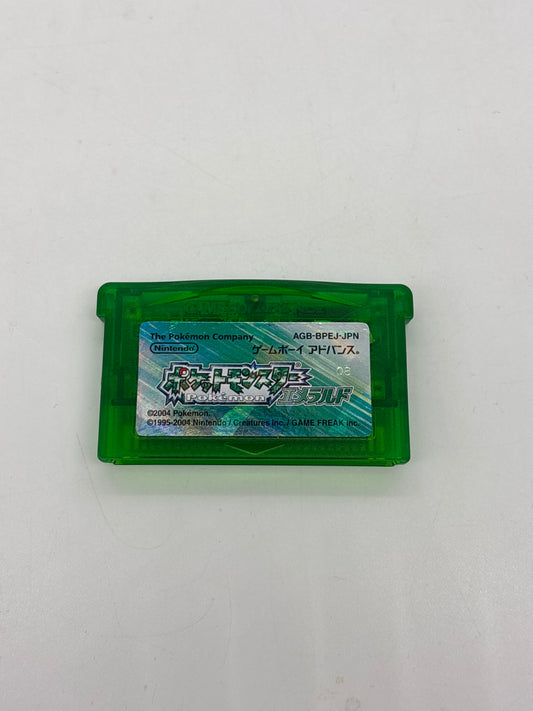 The Pokémon Company AGB-BPEJ-JPN
Nintendo ゲームボーイ アドバンス®
08
ポケットモンスター
Pokémon エメラルド
©2004 Pokémon.
©1995-2004 Nintendo / Creatures inc. / GAME FREAK inc.